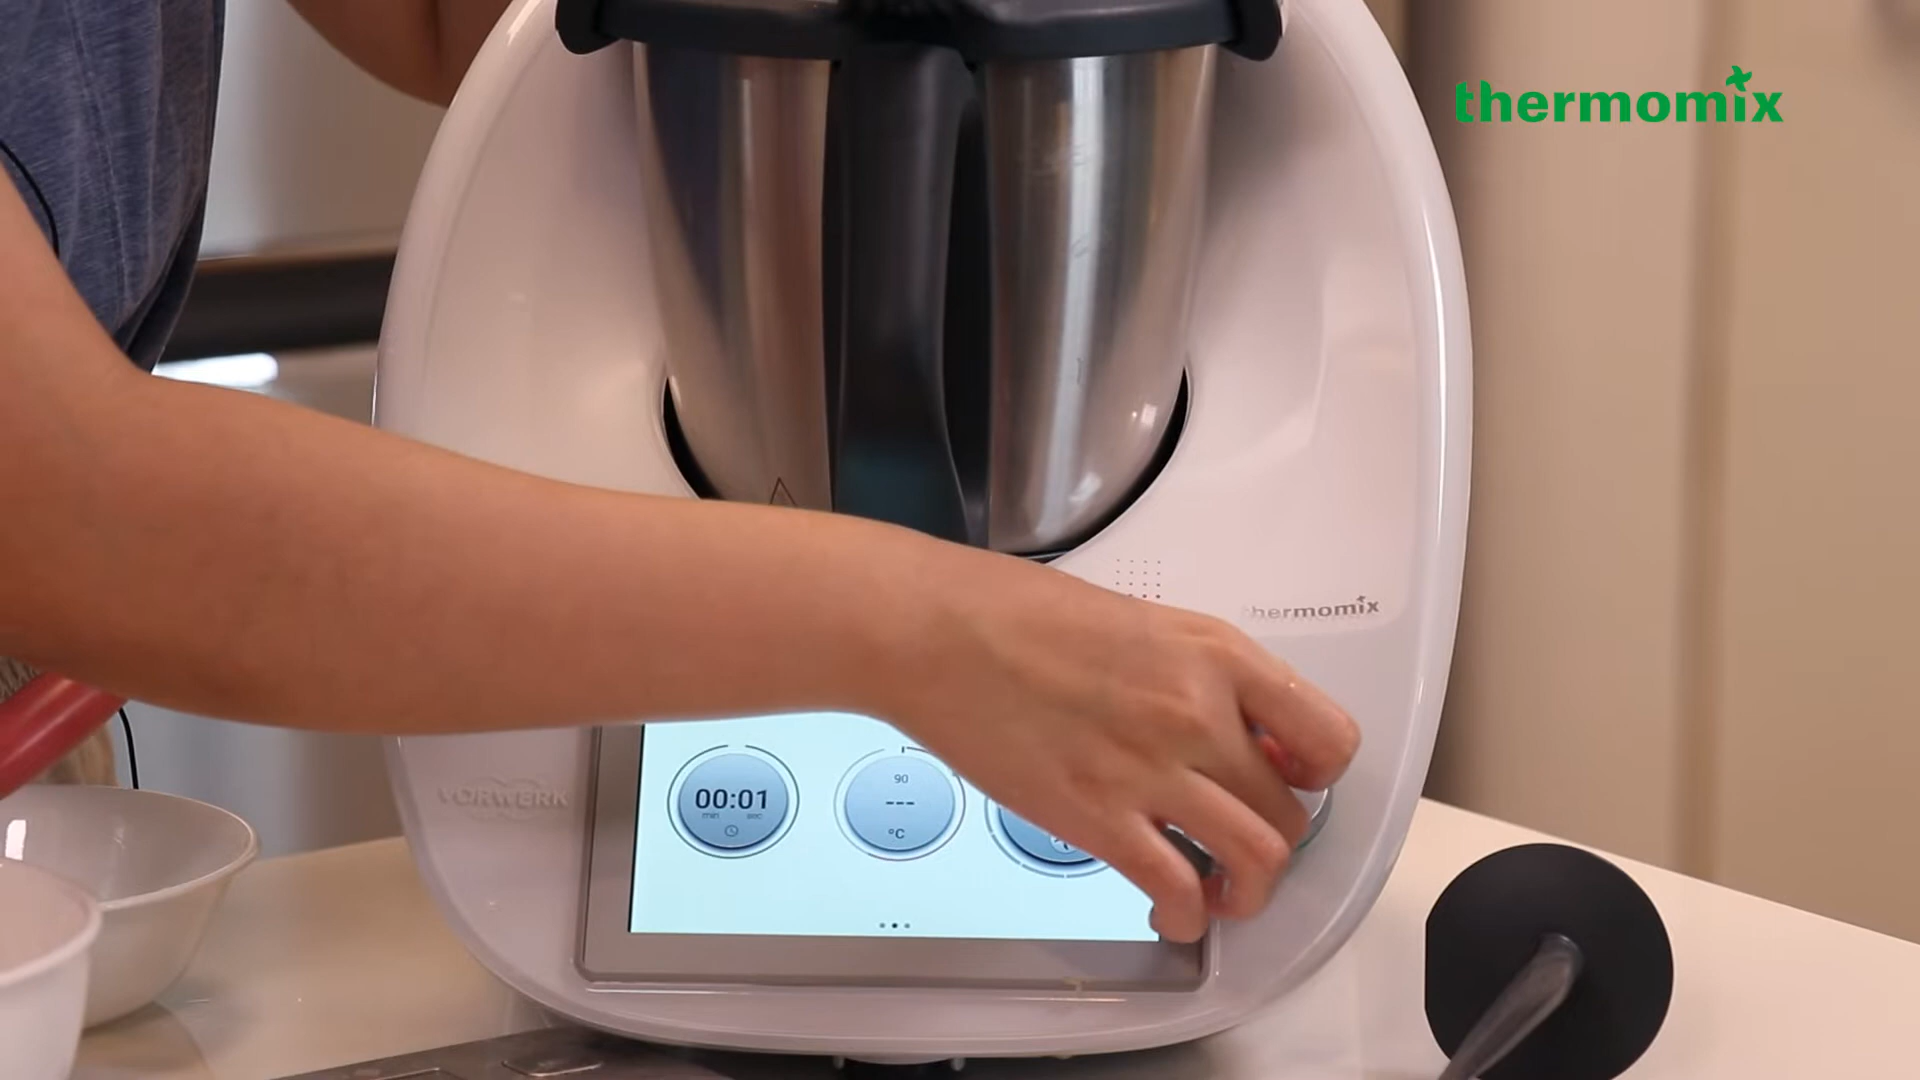 thermomix
thermomix
VORWERK
00:01
min sec
90
---
°C